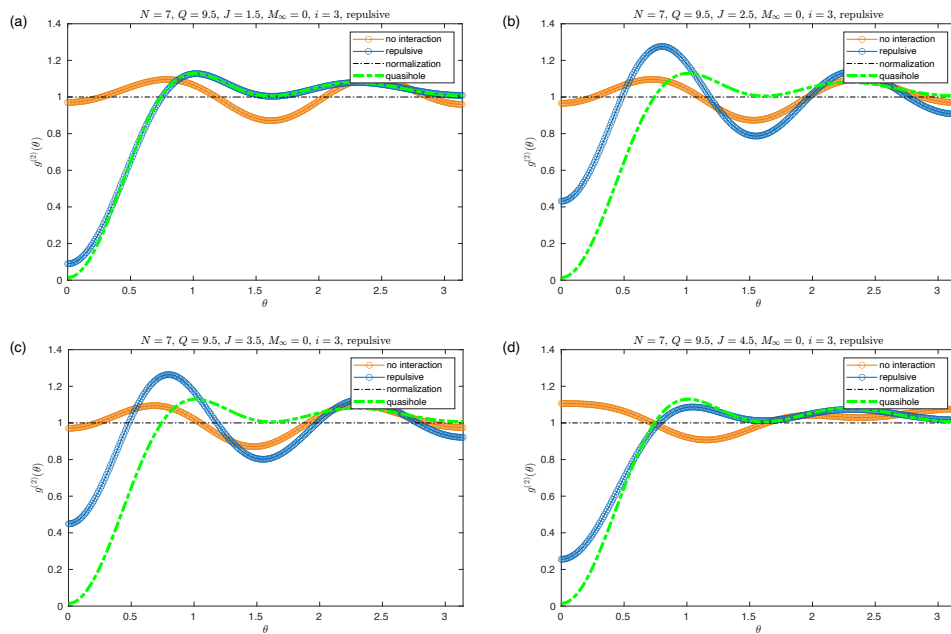 (a)
N = 7, Q = 9.5, J = 1.5, M∞ = 0, i = 3, repulsive
1.4
1.2
1
0.8
0.6
0.4
0.2
0
g⁽²⁾(θ)
no interaction
repulsive
normalization
quasihole
0 0.5 1 1.5 2 2.5 3
θ
(b)
N = 7, Q = 9.5, J = 2.5, M∞ = 0, i = 3, repulsive
1.4
1.2
1
0.8
0.6
0.4
0.2
0
g⁽²⁾(θ)
no interaction
repulsive
normalization
quasihole
0 0.5 1 1.5 2 2.5 3
θ
(c)
N = 7, Q = 9.5, J = 3.5, M∞ = 0, i = 3, repulsive
1.4
1.2
1
0.8
0.6
0.4
0.2
0
g⁽²⁾(θ)
no interaction
repulsive
normalization
quasihole
0 0.5 1 1.5 2 2.5 3
θ
(d)
N = 7, Q = 9.5, J = 4.5, M∞ = 0, i = 3, repulsive
1.4
1.2
1
0.8
0.6
0.4
0.2
0
g⁽²⁾(θ)
no interaction
repulsive
normalization
quasihole
0 0.5 1 1.5 2 2.5 3
θ